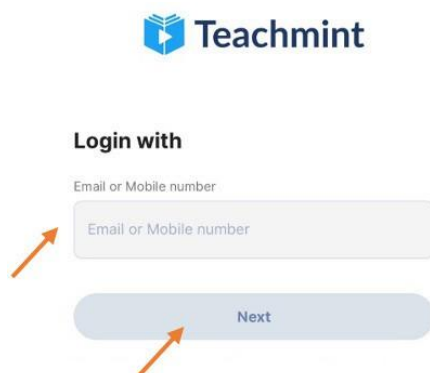 Teachmint
Login with
Email or Mobile number
Email or Mobile number
Next